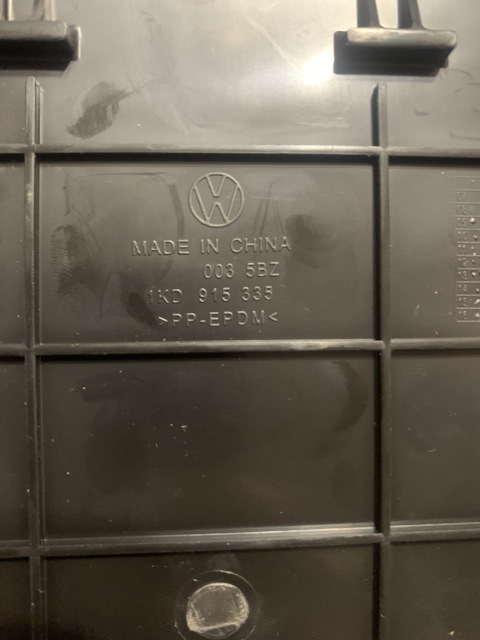 MADE IN CHINA
003 5BZ
1KD 915 335
>PP-EPDM<